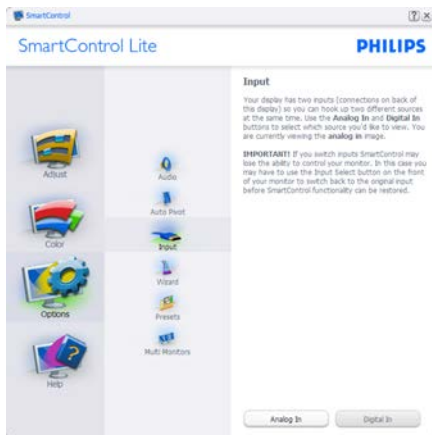 SmartControl
SmartControl Lite
PHILIPS
Adjust
Color
Options
Help
Audio
Auto Pivot
Input
Wizard
Presets
Multi Monitors
Input
Your display has two inputs (connections on back of
this display) so you can hook up two different sources
at the same time. Use the Analog In and Digital In
buttons to select which source you'd like to view. You
are currently viewing the analog in image.
IMPORTANT! If you switch inputs SmartControl may
lose the ability to control your monitor. In this case you
may have to use the Input Select button on the front
of your monitor to switch back to the original input
before SmartControl functionality can be restored.
Analog In
Digital In